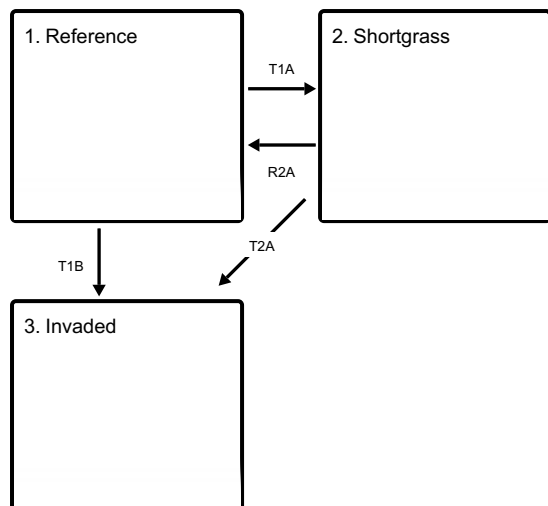 1. Reference
2. Shortgrass
T1A
R2A
T2A
T1B
3. Invaded